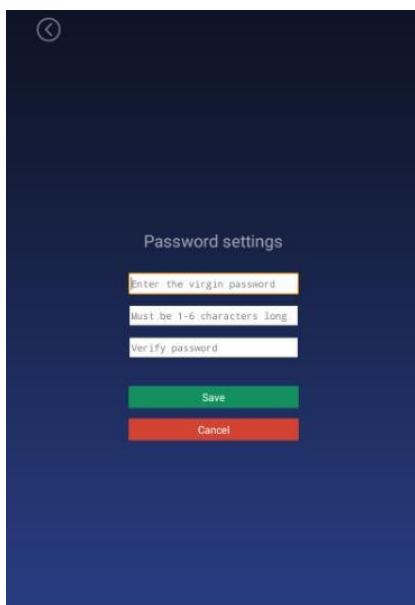 Password settings
Enter the virgin password
Must be 1-6 characters long
Verify password
Save
Cancel